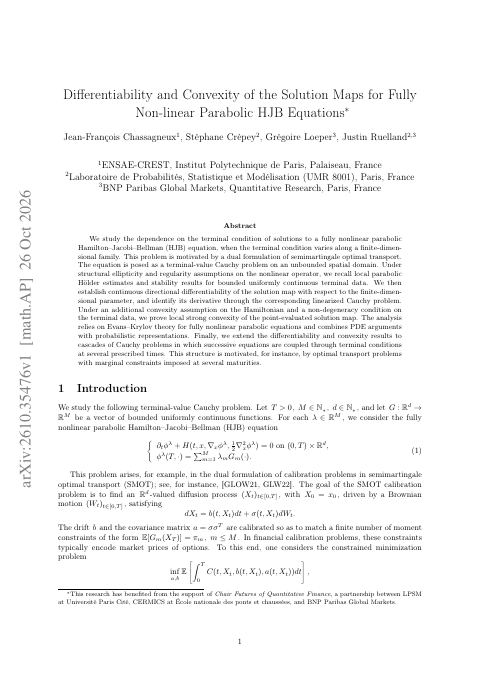 Differentiability and Convexity of the Solution Maps for Fully
Non-linear Parabolic HJB Equations*
Jean-François Chassagneux¹, Stéphane Crépey², Grégoire Loeper³, Justin Ruelland²,³
¹ENSAE-CREST, Institut Polytechnique de Paris, Palaiseau, France
²Laboratoire de Probabilités, Statistique et Modélisation (UMR 8001), Paris, France
³BNP Paribas Global Markets, Quantitative Research, Paris, France
Abstract
We study the dependence on the terminal condition of solutions to a fully nonlinear parabolic
Hamilton–Jacobi–Bellman (HJB) equation, when the terminal condition varies along a finite-dimen-
sional family. This problem is motivated by a dual formulation of semimartingale optimal transport.
The equation is posed as a terminal-value Cauchy problem on an unbounded spatial domain. Under
structural ellipticity and regularity assumptions on the nonlinear operator, we recall local parabolic
Hölder estimates and stability results for bounded uniformly continuous terminal data. We then
establish continuous directional differentiability of the solution map with respect to the finite-dimen-
sional parameter, and identify its derivative through the corresponding linearized Cauchy problem.
Under an additional convexity assumption on the Hamiltonian and a non-degeneracy condition on
the terminal data, we prove local strong convexity of the point-evaluated solution map. The analysis
relies on Evans–Krylov theory for fully nonlinear parabolic equations and combines PDE arguments
with probabilistic representations. Finally, we extend the differentiability and convexity results to
cascades of Cauchy problems in which successive equations are coupled through terminal conditions
at several prescribed times. This structure is motivated, for instance, by optimal transport problems
with marginal constraints imposed at several maturities.
1 Introduction
We study the following terminal-value Cauchy problem. Let T > 0, M ∈ ℕ*, d ∈ ℕ*, and let G : ℝᵈ →
ℝᴹ be a vector of bounded uniformly continuous functions. For each λ ∈ ℝᴹ, we consider the fully
nonlinear parabolic Hamilton–Jacobi–Bellman (HJB) equation
{ ∂ₜϕ^λ + H(t, x, ∇ₓϕ^λ, ½∇²ₓϕ^λ) = 0 on (0, T) × ℝᵈ,
ϕ^λ(T, ·) = ∑ᴹₘ₌₁ λₘGₘ(·). (1)
This problem arises, for example, in the dual formulation of calibration problems in semimartingale
optimal transport (SMOT); see, for instance, [GLOW21, GLW22]. The goal of the SMOT calibration
problem is to find an ℝᵈ-valued diffusion process (Xₜ)ₜ∈[0,T], with X₀ = x₀, driven by a Brownian
motion (Wₜ)ₜ∈[0,T], satisfying
dXₜ = b(t, Xₜ)dt + σ(t, Xₜ)dWₜ.
The drift b and the covariance matrix a = σσᵀ are calibrated so as to match a finite number of moment
constraints of the form 𝔼[Gₘ(X_T)] = πₘ, m ≤ M. In financial calibration problems, these constraints
typically encode market prices of options. To this end, one considers the constrained minimization
problem
inf_{a,b} 𝔼 [ ∫₀ᵀ C(t, Xₜ, b(t, Xₜ), a(t, Xₜ))dt ] ,
*This research has benefited from the support of Chair Futures of Quantitative Finance, a partnership between LPSM
at Université Paris Cité, CERMICS at École nationale des ponts et chaussées, and BNP Paribas Global Markets.
1
arXiv:2610.35476v1 [math.AP] 26 Oct 2026